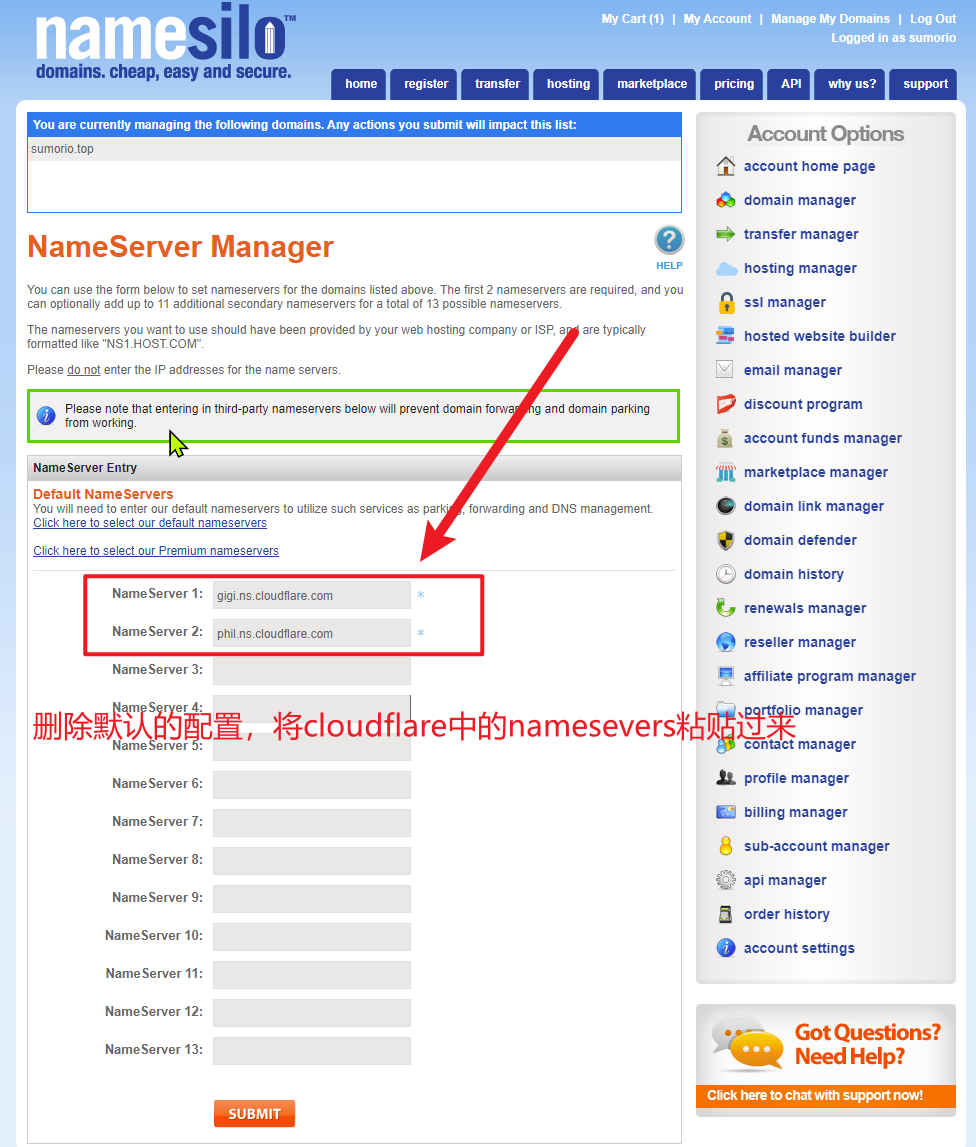 namesilo™
domains. cheap, easy and secure.
My Cart (1) | My Account | Manage My Domains | Log Out
Logged in as sumorio
home register transfer hosting marketplace pricing API why us? support
You are currently managing the following domains. Any actions you submit will impact this list:
sumorio.top
NameServer Manager
HELP
You can use the form below to set nameservers for the domains listed above. The first 2 nameservers are required, and you
can optionally add up to 11 additional secondary nameservers for a total of 13 possible nameservers.
The nameservers you want to use should have been provided by your web hosting company or ISP, and are typically
formatted like "NS1.HOST.COM".
Please do not enter the IP addresses for the name servers.
Please note that entering in third-party nameservers below will prevent domain forwarding and domain parking
from working.
NameServer Entry
Default NameServers
You will need to enter our default nameservers to utilize such services as parking, forwarding and DNS management.
Click here to select our default nameservers
Click here to select our Premium nameservers
NameServer 1: gigi.ns.cloudflare.com *
NameServer 2: phil.ns.cloudflare.com *
NameServer 3:
NameServer 4:
删除默认的配置，将cloudflare中的namesevers粘贴过来
NameServer 5:
NameServer 6:
NameServer 7:
NameServer 8:
NameServer 9:
NameServer 10:
NameServer 11:
NameServer 12:
NameServer 13:
SUBMIT
Account Options
account home page
domain manager
transfer manager
hosting manager
ssl manager
hosted website builder
email manager
discount program
account funds manager
marketplace manager
domain link manager
domain defender
domain history
renewals manager
reseller manager
affiliate program manager
portfolio manager
contact manager
profile manager
billing manager
sub-account manager
api manager
order history
account settings
Got Questions?
Need Help?
Click here to chat with support now!